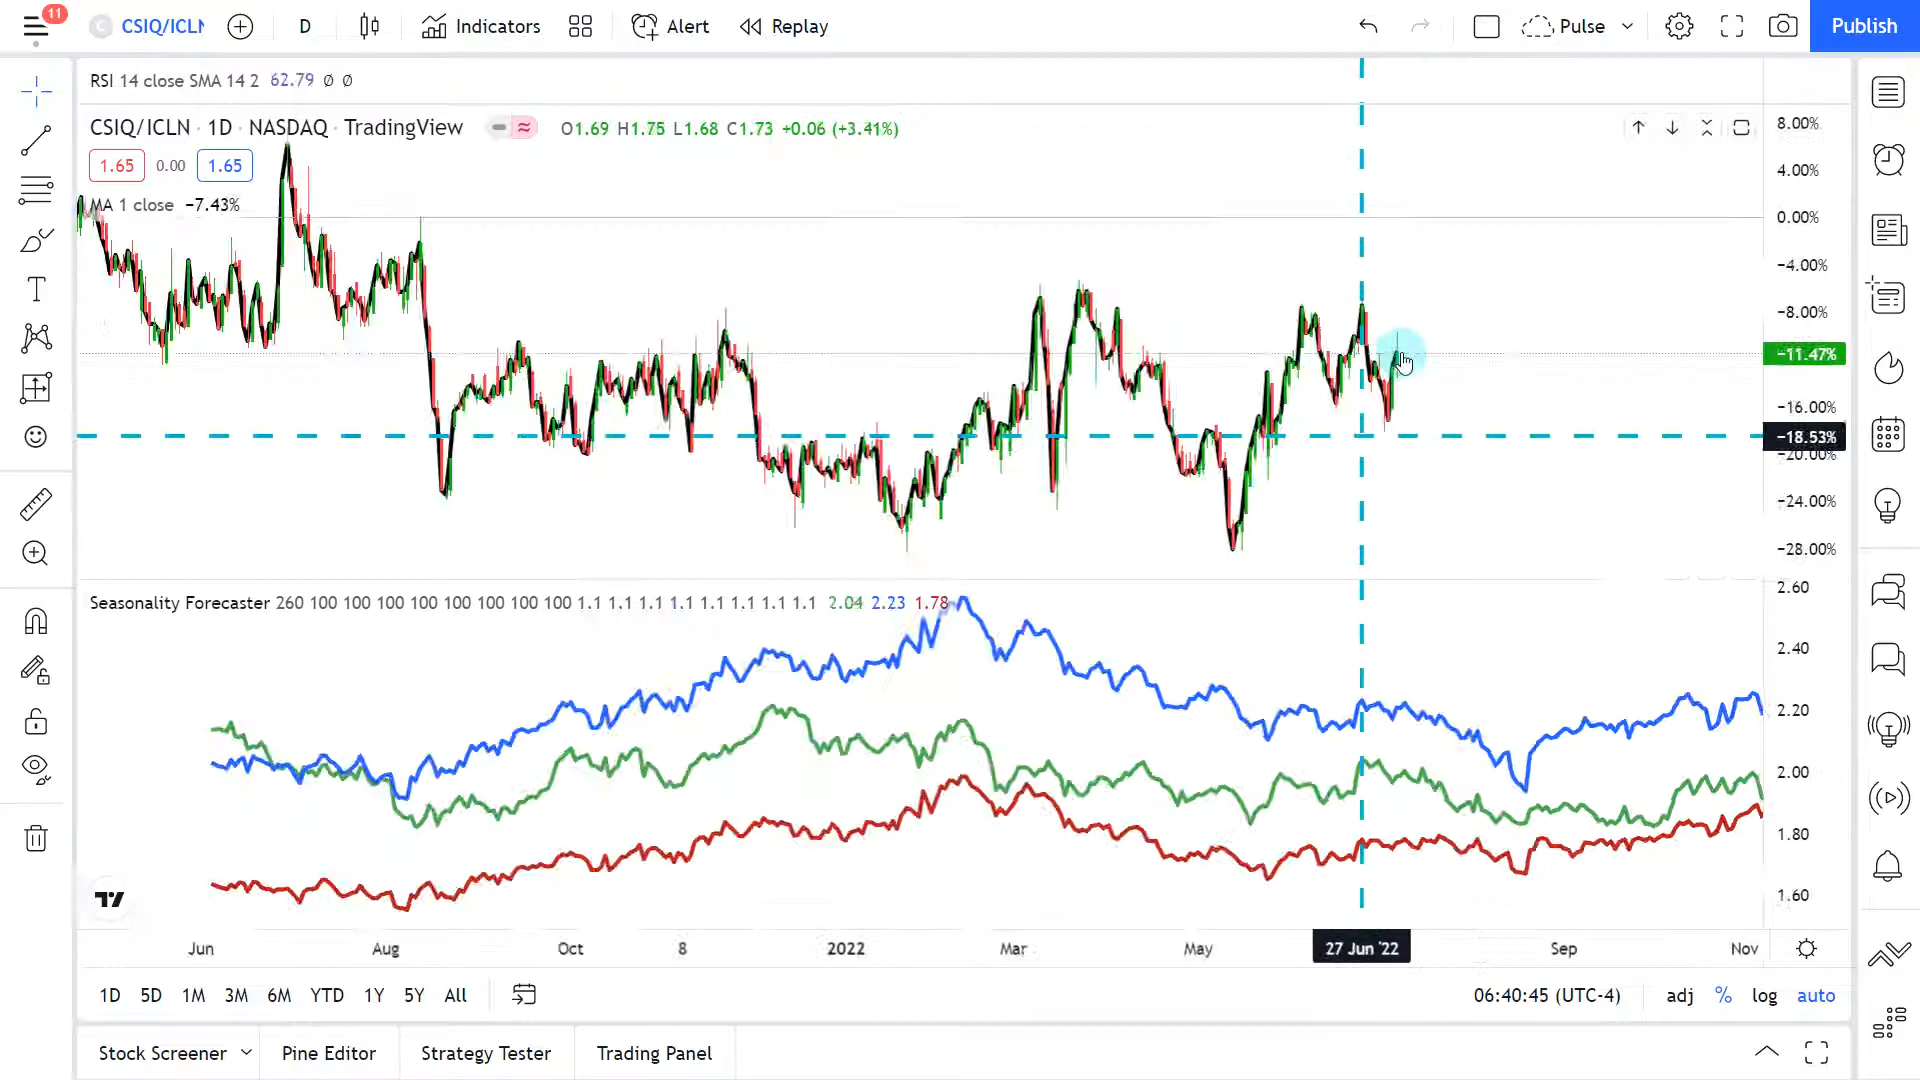 11
C CSIQ/ICLN D Indicators Alert Replay Pulse Publish
RSI 14 close SMA 14 2 62.79 ∅ ∅
CSIQ/ICLN · 1D · NASDAQ · TradingView O1.69 H1.75 L1.68 C1.73 +0.06 (+3.41%)
1.65 0.00 1.65
MA 1 close −7.43%
8.00%
4.00%
0.00%
−4.00%
−8.00%
−11.47%
−16.00%
−18.53%
−20.00%
−24.00%
−28.00%
Seasonality Forecaster 260 100 100 100 100 100 100 100 100 1.1 1.1 1.1 1.1 1.1 1.1 1.1 1.1 2.04 2.23 1.78
2.60
2.40
2.20
2.00
1.80
1.60
Jun Aug Oct 8 2022 Mar May 27 Jun '22 Sep Nov
1D 5D 1M 3M 6M YTD 1Y 5Y All 06:40:45 (UTC-4) adj % log auto
Stock Screener Pine Editor Strategy Tester Trading Panel